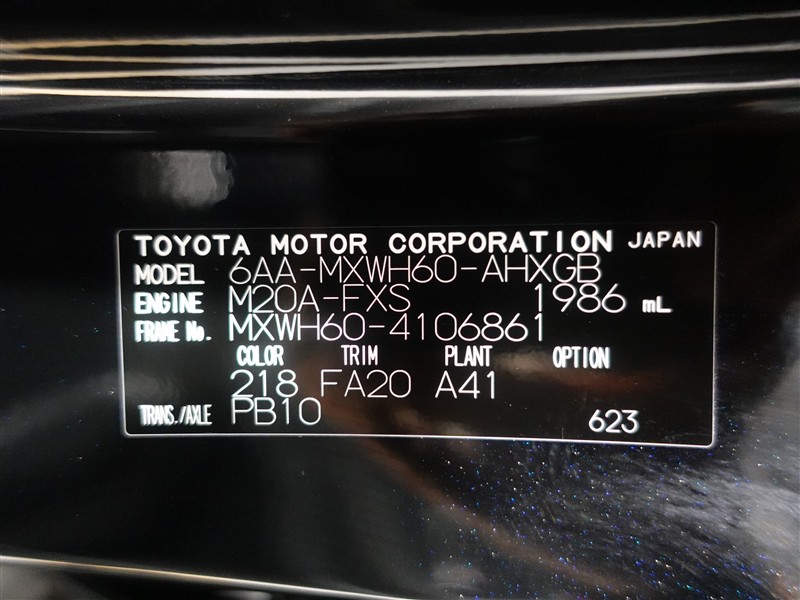 TOYOTA MOTOR CORPORATION JAPAN
MODEL 6AA-MXWH60-AHXGB
ENGINE M20A-FXS 1986 mL
FRAME No. MXWH60-4106861
COLOR TRIM PLANT OPTION
218 FA20 A41
TRANS./AXLE PB10 623